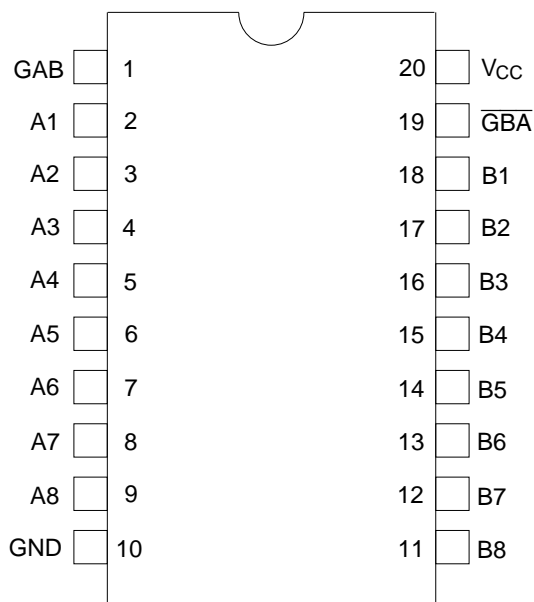 GAB 1 20 VCC
A1 2 19 G̅B̅A̅
A2 3 18 B1
A3 4 17 B2
A4 5 16 B3
A5 6 15 B4
A6 7 14 B5
A7 8 13 B6
A8 9 12 B7
GND 10 11 B8